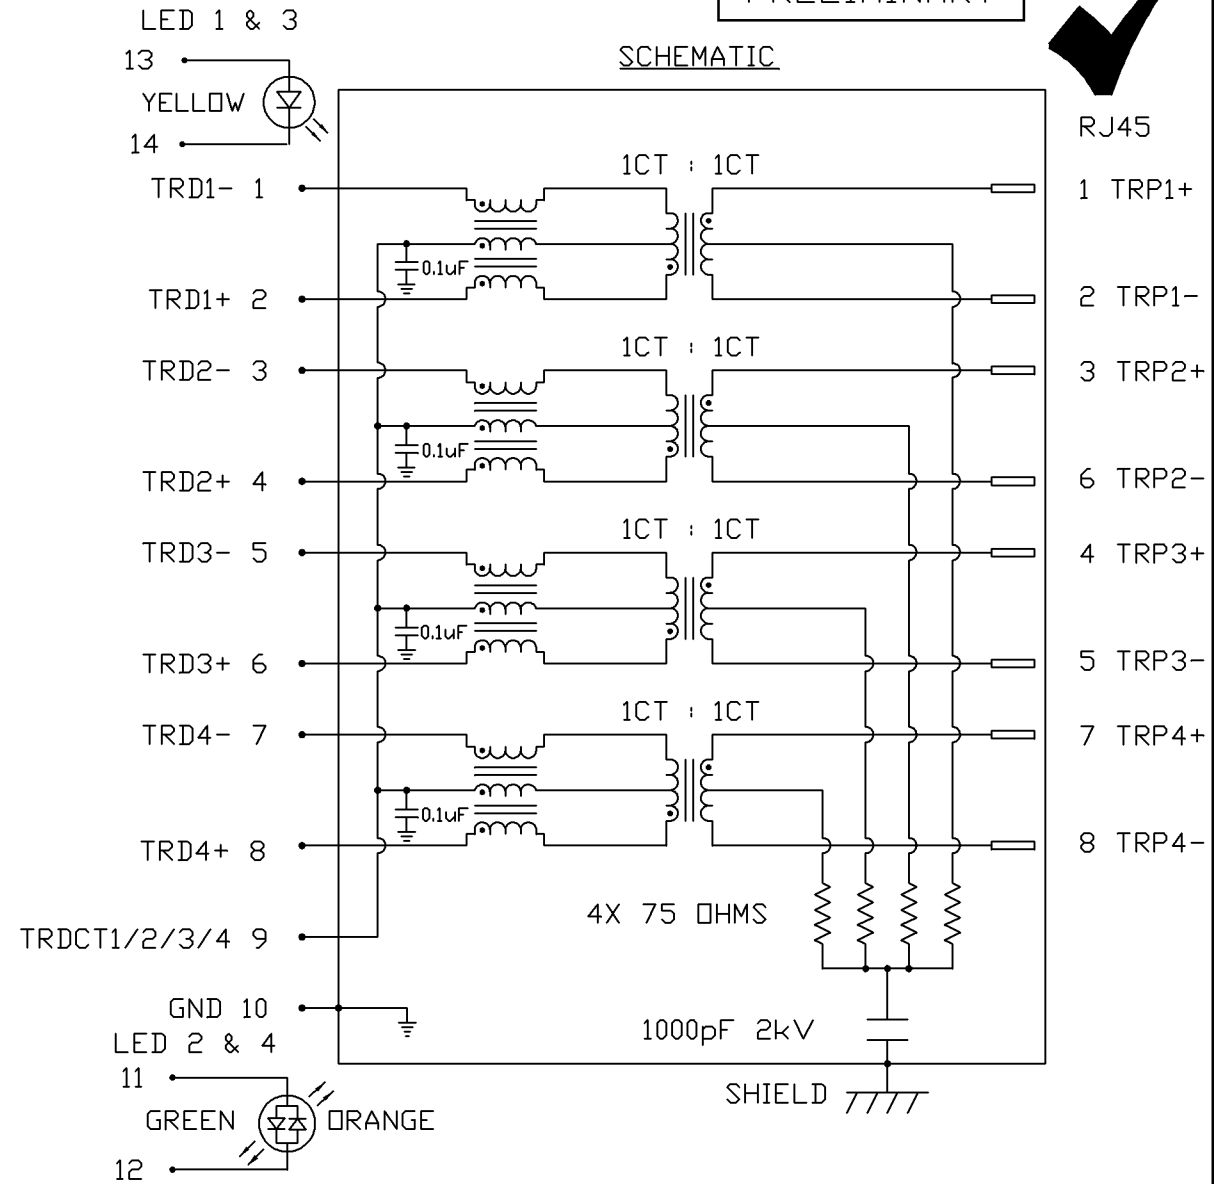 PRELIMINARY
LED 1 & 3
SCHEMATIC
13
YELLOW
14
RJ45
1CT : 1CT
TRD1- 1
1 TRP1+
0.1uF
TRD1+ 2
2 TRP1-
1CT : 1CT
TRD2- 3
3 TRP2+
0.1uF
TRD2+ 4
6 TRP2-
1CT : 1CT
TRD3- 5
4 TRP3+
0.1uF
TRD3+ 6
5 TRP3-
1CT : 1CT
TRD4- 7
7 TRP4+
0.1uF
TRD4+ 8
8 TRP4-
4X 75 OHMS
TRDCT1/2/3/4 9
GND 10
1000pF 2kV
LED 2 & 4
11
SHIELD
GREEN
ORANGE
12